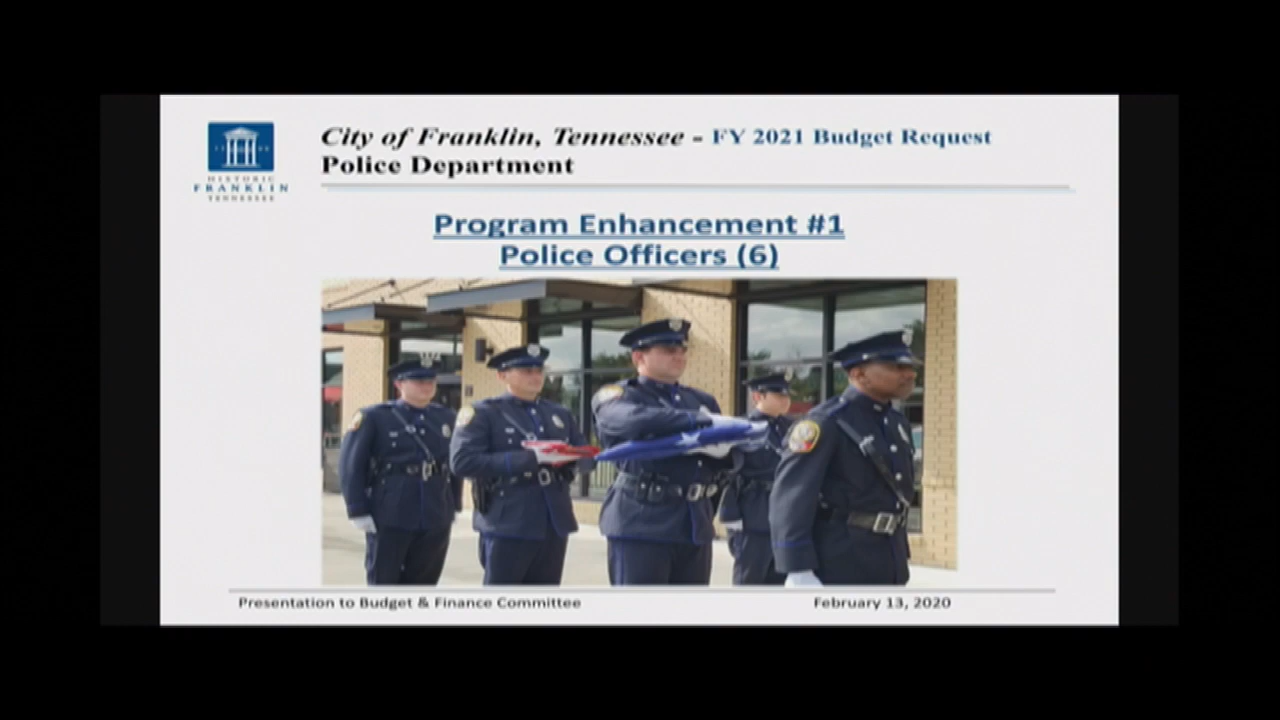 HISTORIC
FRANKLIN
TENNESSEE
City of Franklin, Tennessee - FY 2021 Budget Request
Police Department
Program Enhancement #1
Police Officers (6)
Presentation to Budget & Finance Committee
February 13, 2020